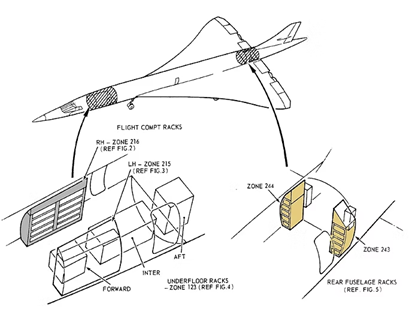 FLIGHT COMPT RACKS
RH - ZONE 216
(REF FIG.2)
LH - ZONE 215
(REF FIG.3)
AFT
INTER
FORWARD
UNDERFLOOR RACKS
- ZONE 123 (REF FIG.4)
ZONE 244
ZONE 243
REAR FUSELAGE RACKS
(REF. FIG. 5)